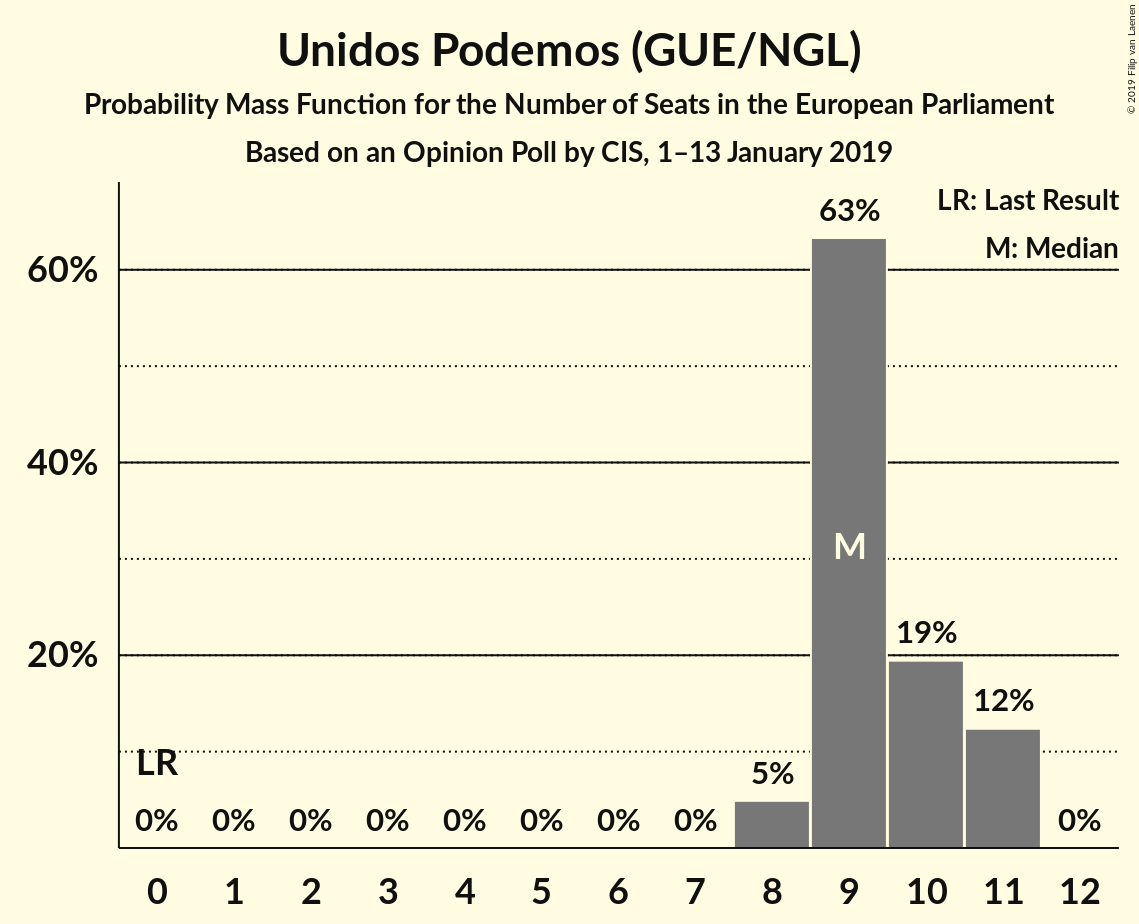 Unidos Podemos (GUE/NGL)
Probability Mass Function for the Number of Seats in the European Parliament
Based on an Opinion Poll by CIS, 1–13 January 2019
© 2019 Filip van Laenen
LR: Last Result
M: Median
63%
60%
40%
M
19%
20%
12%
LR
5%
0% 0% 0% 0% 0% 0% 0% 0% 0%
0 1 2 3 4 5 6 7 8 9 10 11 12